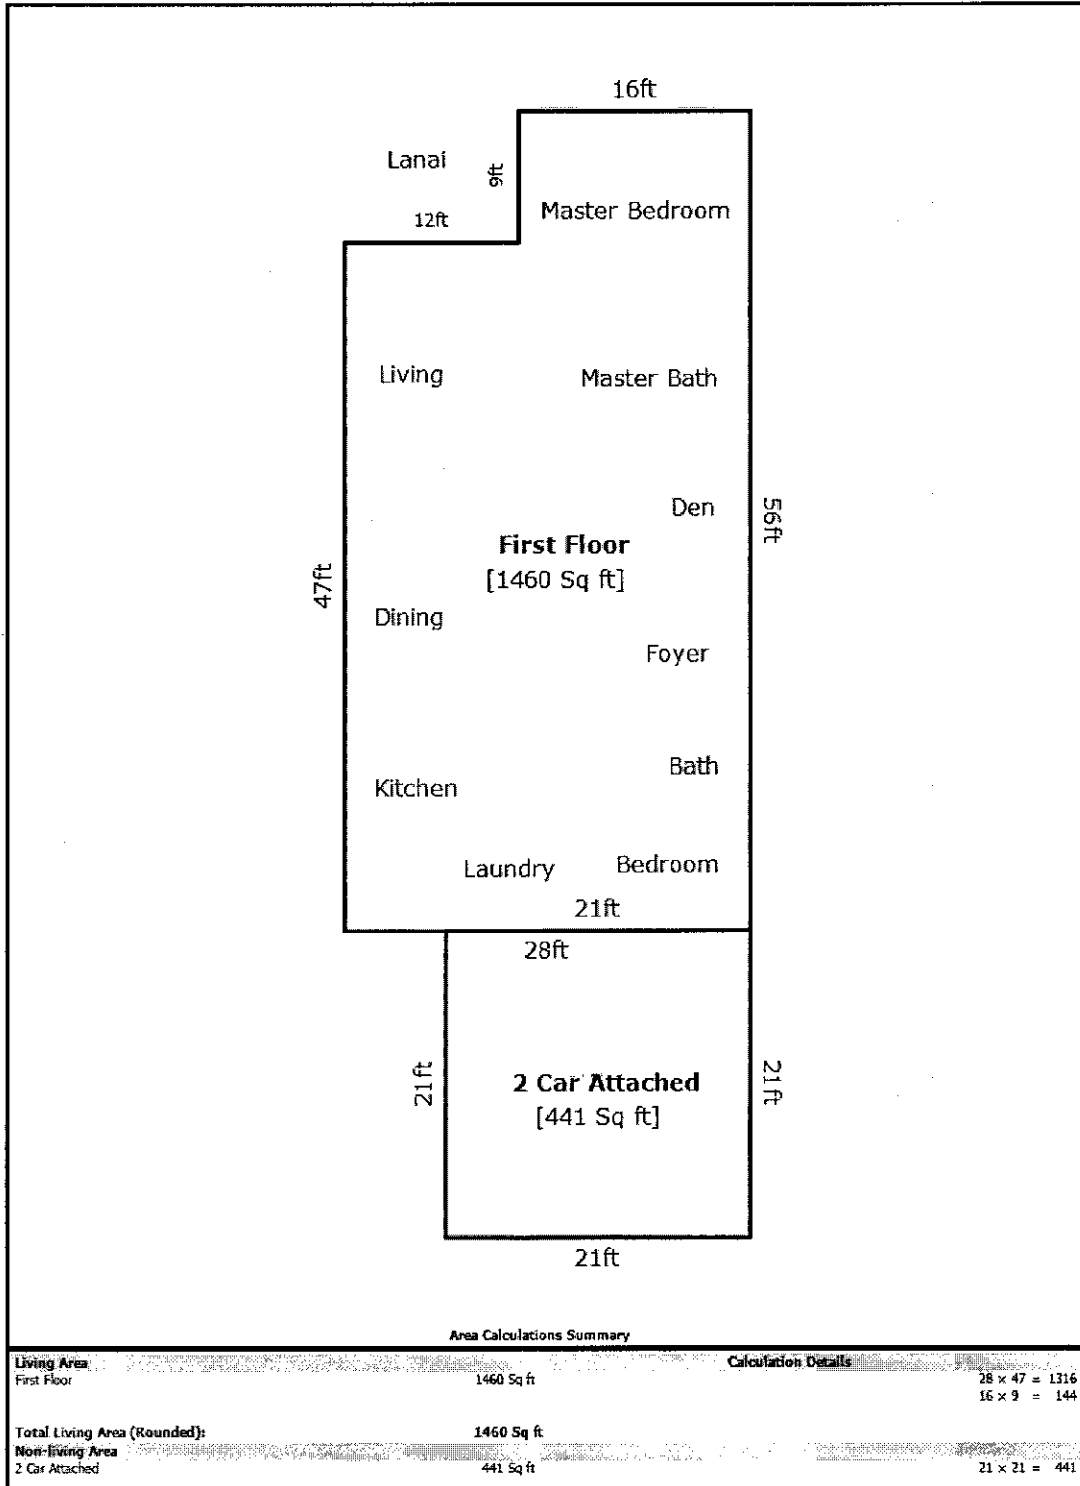 16ft
Lanai
9ft
Master Bedroom
12ft
Living
Master Bath
Den
56ft
First Floor
[1460 Sq ft]
47ft
Dining
Foyer
Bath
Kitchen
Laundry
Bedroom
21ft
28ft
21ft
2 Car Attached
21ft
[441 Sq ft]
21ft
Area Calculations Summary
Living Area Calculation Details
First Floor 1460 Sq ft 28 x 47 = 1316
16 x 9 = 144
Total Living Area (Rounded): 1460 Sq ft
Non-living Area
2 Car Attached 441 Sq ft 21 x 21 = 441